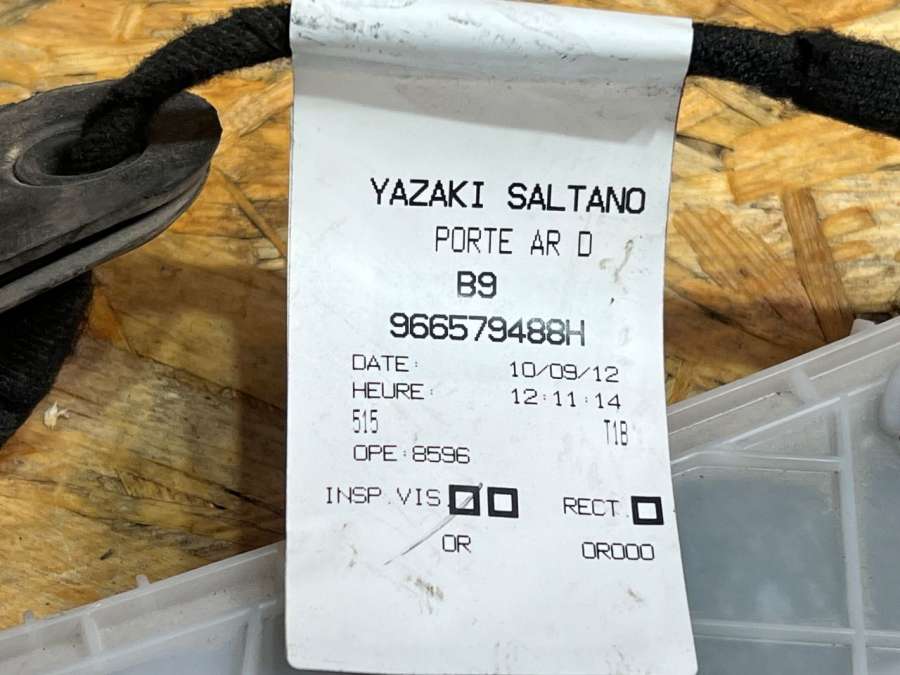 YAZAKI SALTANO
PORTE AR D
B9
966579488H
DATE: 10/09/12
HEURE: 12:11:14
515 T1B
OPE:8596
INSP.VIS RECT.
OR OR000